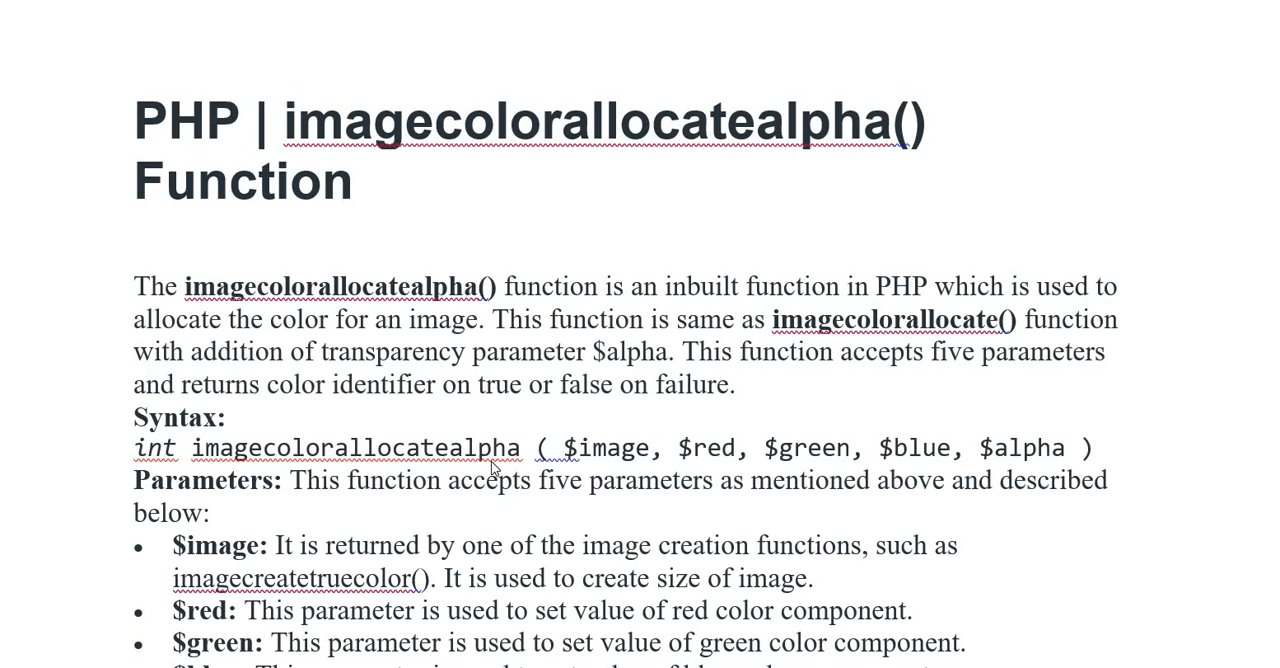 PHP | imagecolorallocatealpha()
Function
The imagecolorallocatealpha() function is an inbuilt function in PHP which is used to
allocate the color for an image. This function is same as imagecolorallocate() function
with addition of transparency parameter $alpha. This function accepts five parameters
and returns color identifier on true or false on failure.
Syntax:
int imagecolorallocatealpha ( $image, $red, $green, $blue, $alpha )
Parameters: This function accepts five parameters as mentioned above and described
below:
• $image: It is returned by one of the image creation functions, such as
imagecreatetruecolor(). It is used to create size of image.
• $red: This parameter is used to set value of red color component.
• $green: This parameter is used to set value of green color component.